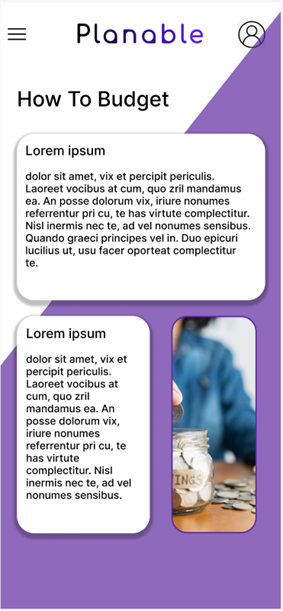 Planable
How To Budget
Lorem ipsum
dolor sit amet, vix et percipit periculis.
Laoreet vocibus at cum, quo zril mandamus
ea. An posse dolorum vix, iriure nonumes
referrentur pri cu, te has virtute complectitur.
Nisl inermis nec te, ad vel nonumes sensibus.
Quando graeci principes vel in. Duo epicuri
lucilius ut, usu facer oporteat complectitur
te.
Lorem ipsum
dolor sit amet, vix et
percipit periculis.
Laoreet vocibus at
cum, quo zril
mandamus ea. An
posse dolorum vix,
iriure nonumes
referrentur pri cu, te
has virtute
complectitur. Nisl
inermis nec te, ad vel
nonumes sensibus.
INGS